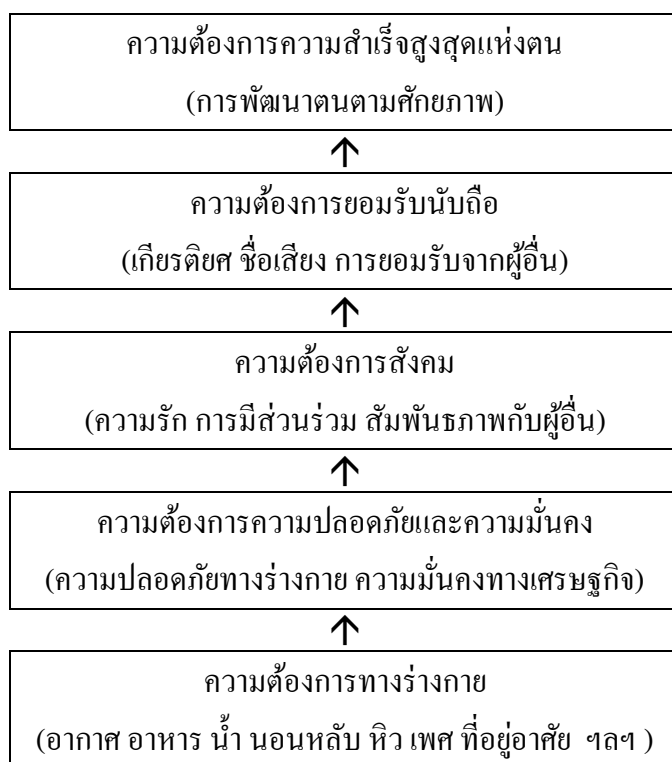 ความต้องการความสำเร็จสูงสุดแห่งตน
(การพัฒนาตนตามศักยภาพ)
↑
ความต้องการยอมรับนับถือ
(เกียรติยศ ชื่อเสียง การยอมรับจากผู้อื่น)
↑
ความต้องการสังคม
(ความรัก การมีส่วนร่วม สัมพันธภาพกับผู้อื่น)
↑
ความต้องการความปลอดภัยและความมั่นคง
(ความปลอดภัยทางร่างกาย ความมั่นคงทางเศรษฐกิจ)
↑
ความต้องการทางร่างกาย
(อากาศ อาหาร น้ำ นอนหลับ หิว เพศ ที่อยู่อาศัย ฯลฯ )